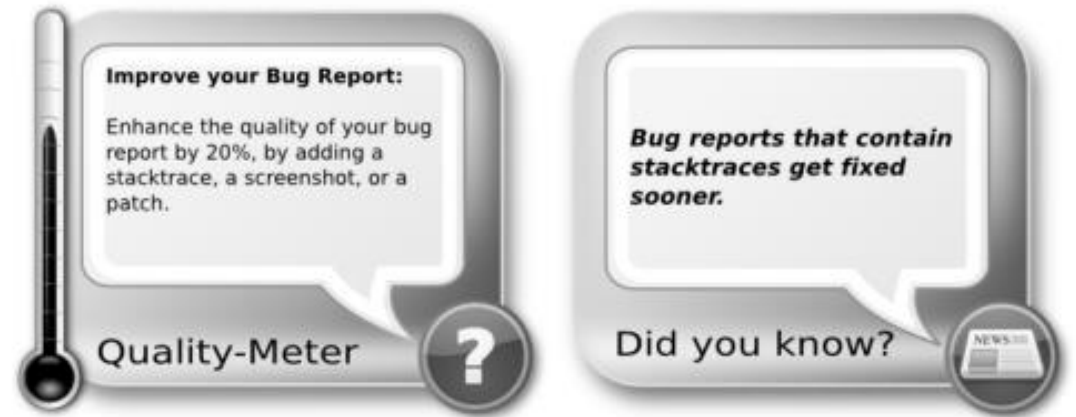 Improve your Bug Report:
Enhance the quality of your bug
report by 20%, by adding a
stacktrace, a screenshot, or a
patch.
Quality-Meter
?
Bug reports that contain
stacktraces get fixed
sooner.
Did you know?
NEWS